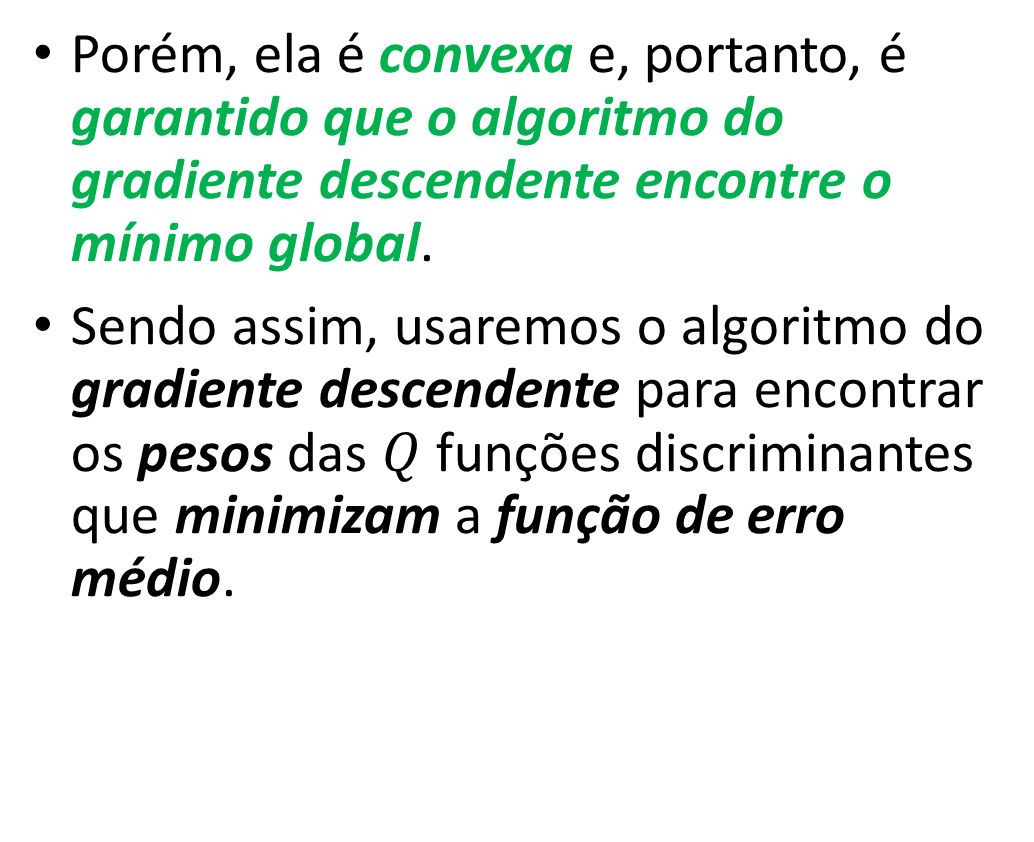 • Porém, ela é convexa e, portanto, é
garantido que o algoritmo do
gradiente descendente encontre o
mínimo global.
• Sendo assim, usaremos o algoritmo do
gradiente descendente para encontrar
os pesos das Q funções discriminantes
que minimizam a função de erro
médio.